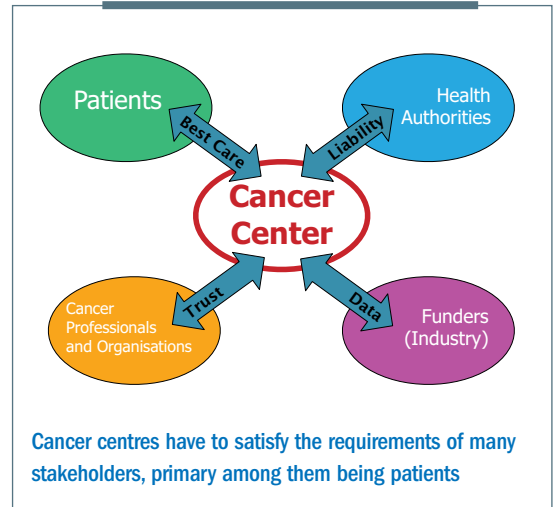 Patients
Health
Authorities
Best Care
Liability
Cancer
Center
Trust
Data
Cancer
Professionals
and Organisations
Funders
(Industry)
Cancer centres have to satisfy the requirements of many
stakeholders, primary among them being patients